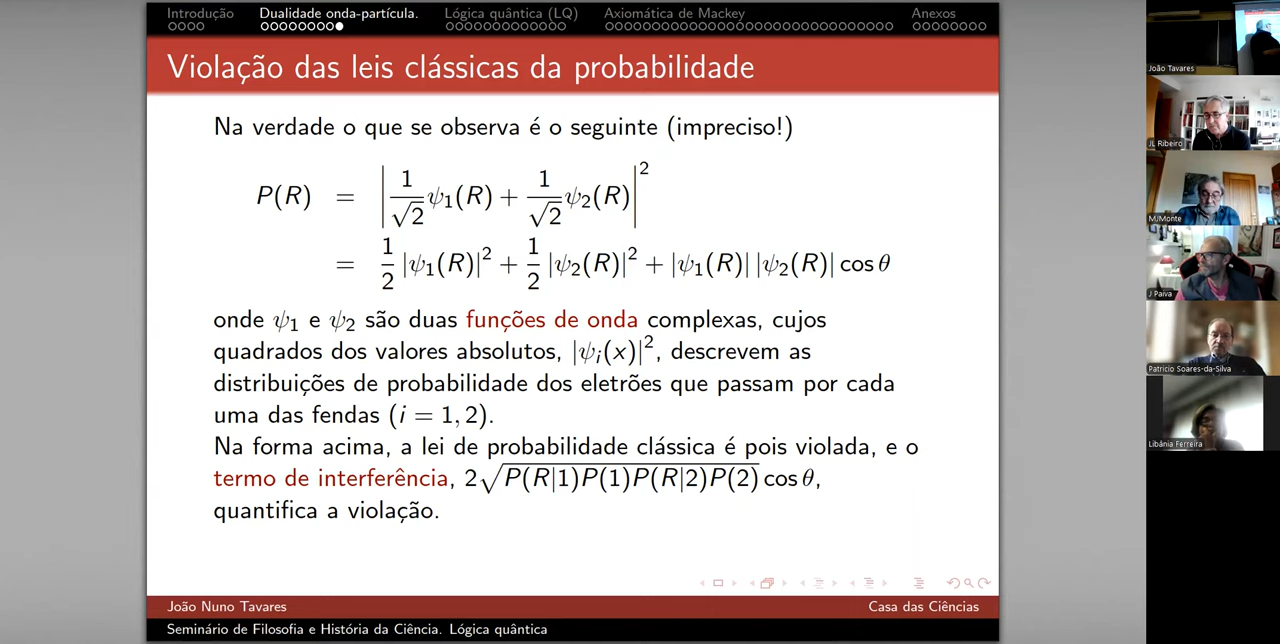 Introdução Dualidade onda-partícula. Lógica quântica (LQ) Axiomática de Mackey Anexos
Violação das leis clássicas da probabilidade
Na verdade o que se observa é o seguinte (impreciso!)
P(R) = |1/√2 ψ₁(R) + 1/√2 ψ₂(R)|²
= 1/2 |ψ₁(R)|² + 1/2 |ψ₂(R)|² + |ψ₁(R)| |ψ₂(R)| cos θ
onde ψ₁ e ψ₂ são duas funções de onda complexas, cujos
quadrados dos valores absolutos, |ψᵢ(x)|², descrevem as
distribuições de probabilidade dos eletrões que passam por cada
uma das fendas (i = 1, 2).
Na forma acima, a lei de probabilidade clássica é pois violada, e o
termo de interferência, 2√P(R|1)P(1)P(R|2)P(2) cos θ,
quantifica a violação.
João Nuno Tavares Casa das Ciências
Seminário de Filosofia e História da Ciência. Lógica quântica
João Tavares
JL Ribeiro
MJMonte
J Paiva
Patricio Soares-da-Silva
Libânia Ferreira